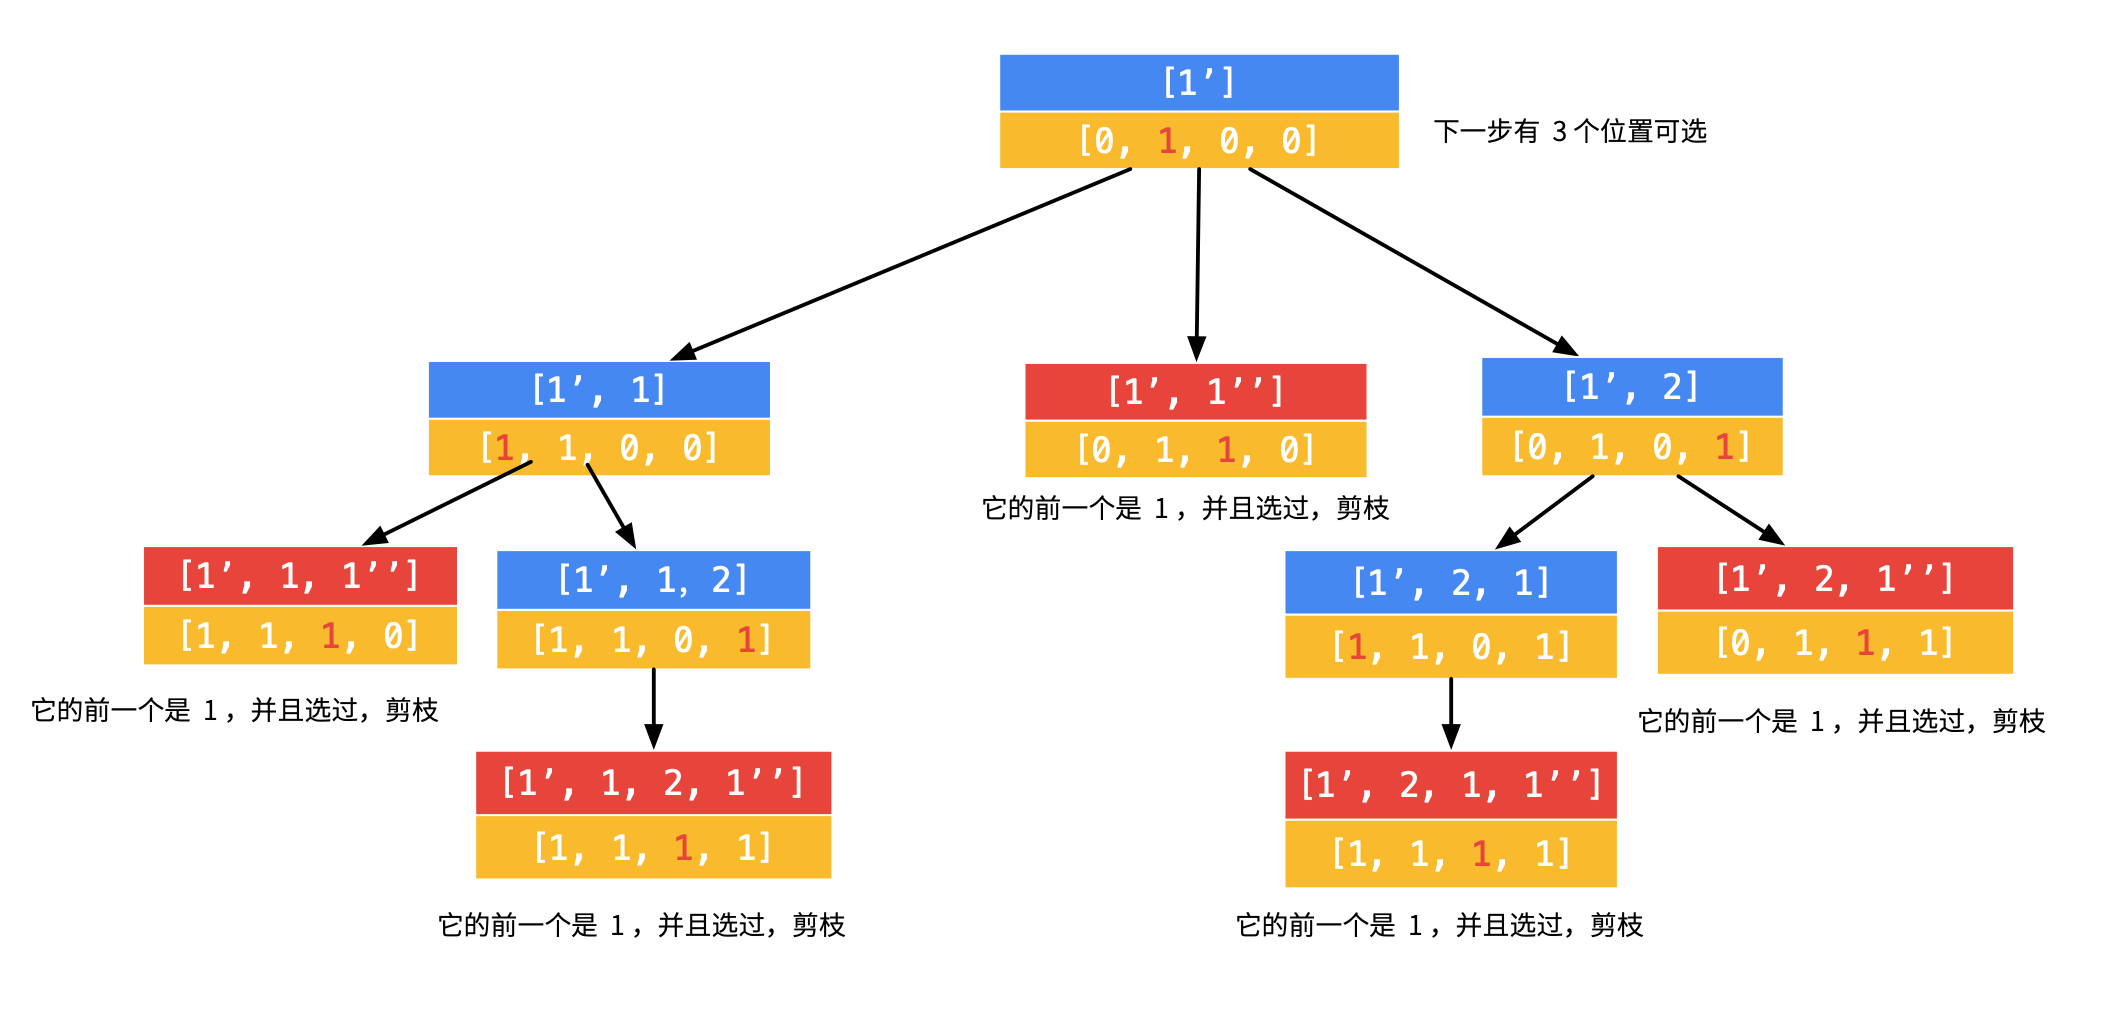 [1’]
[0, 1, 0, 0]
下一步有 3 个位置可选
[1’, 1]
[1, 1, 0, 0]
[1’, 1’’]
[0, 1, 1, 0]
它的前一个是 1，并且选过，剪枝
[1’, 2]
[0, 1, 0, 1]
[1’, 1, 1’’]
[1, 1, 1, 0]
它的前一个是 1，并且选过，剪枝
[1’, 1, 2]
[1, 1, 0, 1]
[1’, 2, 1]
[1, 1, 0, 1]
[1’, 2, 1’’]
[0, 1, 1, 1]
它的前一个是 1，并且选过，剪枝
[1’, 1, 2, 1’’]
[1, 1, 1, 1]
它的前一个是 1，并且选过，剪枝
[1’, 2, 1, 1’’]
[1, 1, 1, 1]
它的前一个是 1，并且选过，剪枝